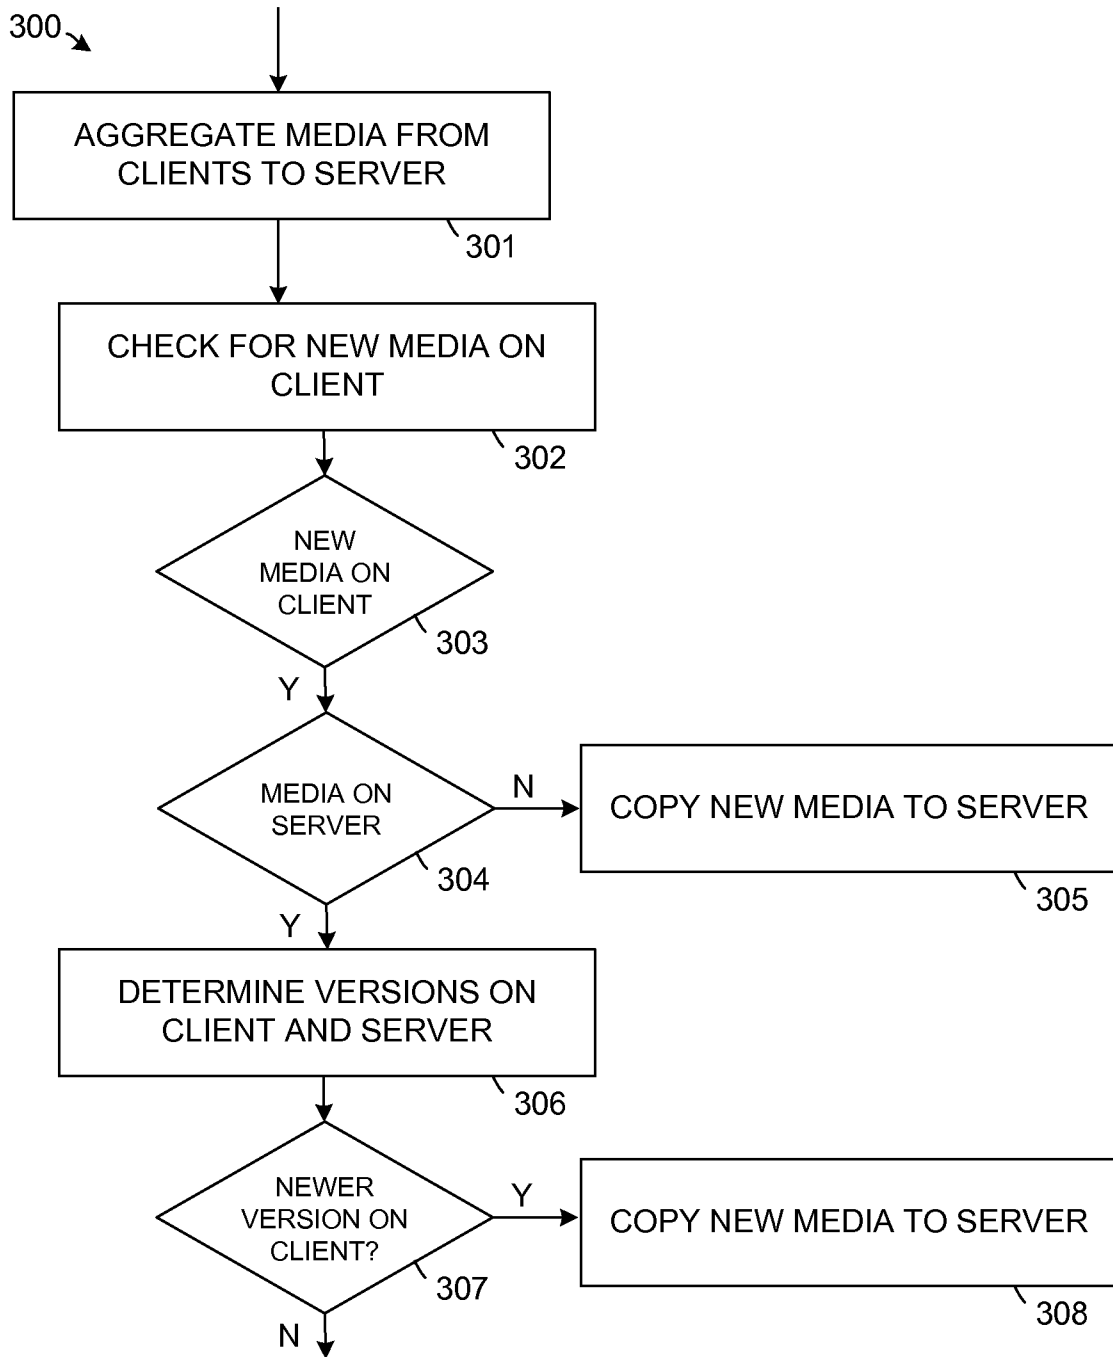 300
AGGREGATE MEDIA FROM
CLIENTS TO SERVER
301
CHECK FOR NEW MEDIA ON
CLIENT
302
NEW
MEDIA ON
CLIENT
303
Y
MEDIA ON
SERVER
304
N
COPY NEW MEDIA TO SERVER
305
Y
DETERMINE VERSIONS ON
CLIENT AND SERVER
306
NEWER
VERSION ON
CLIENT?
307
Y
COPY NEW MEDIA TO SERVER
308
N